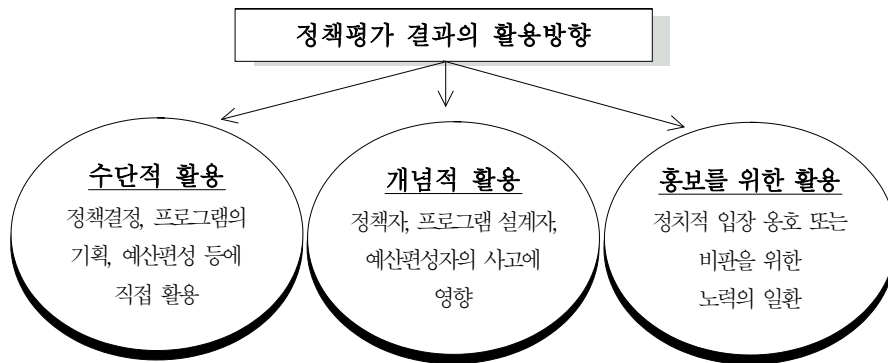 정책평가 결과의 활용방향
수단적 활용
정책결정, 프로그램의
기획, 예산편성 등에
직접 활용
개념적 활용
정책자, 프로그램 설계자,
예산편성자의 사고에
영향
홍보를 위한 활용
정치적 입장 옹호 또는
비판을 위한
노력의 일환